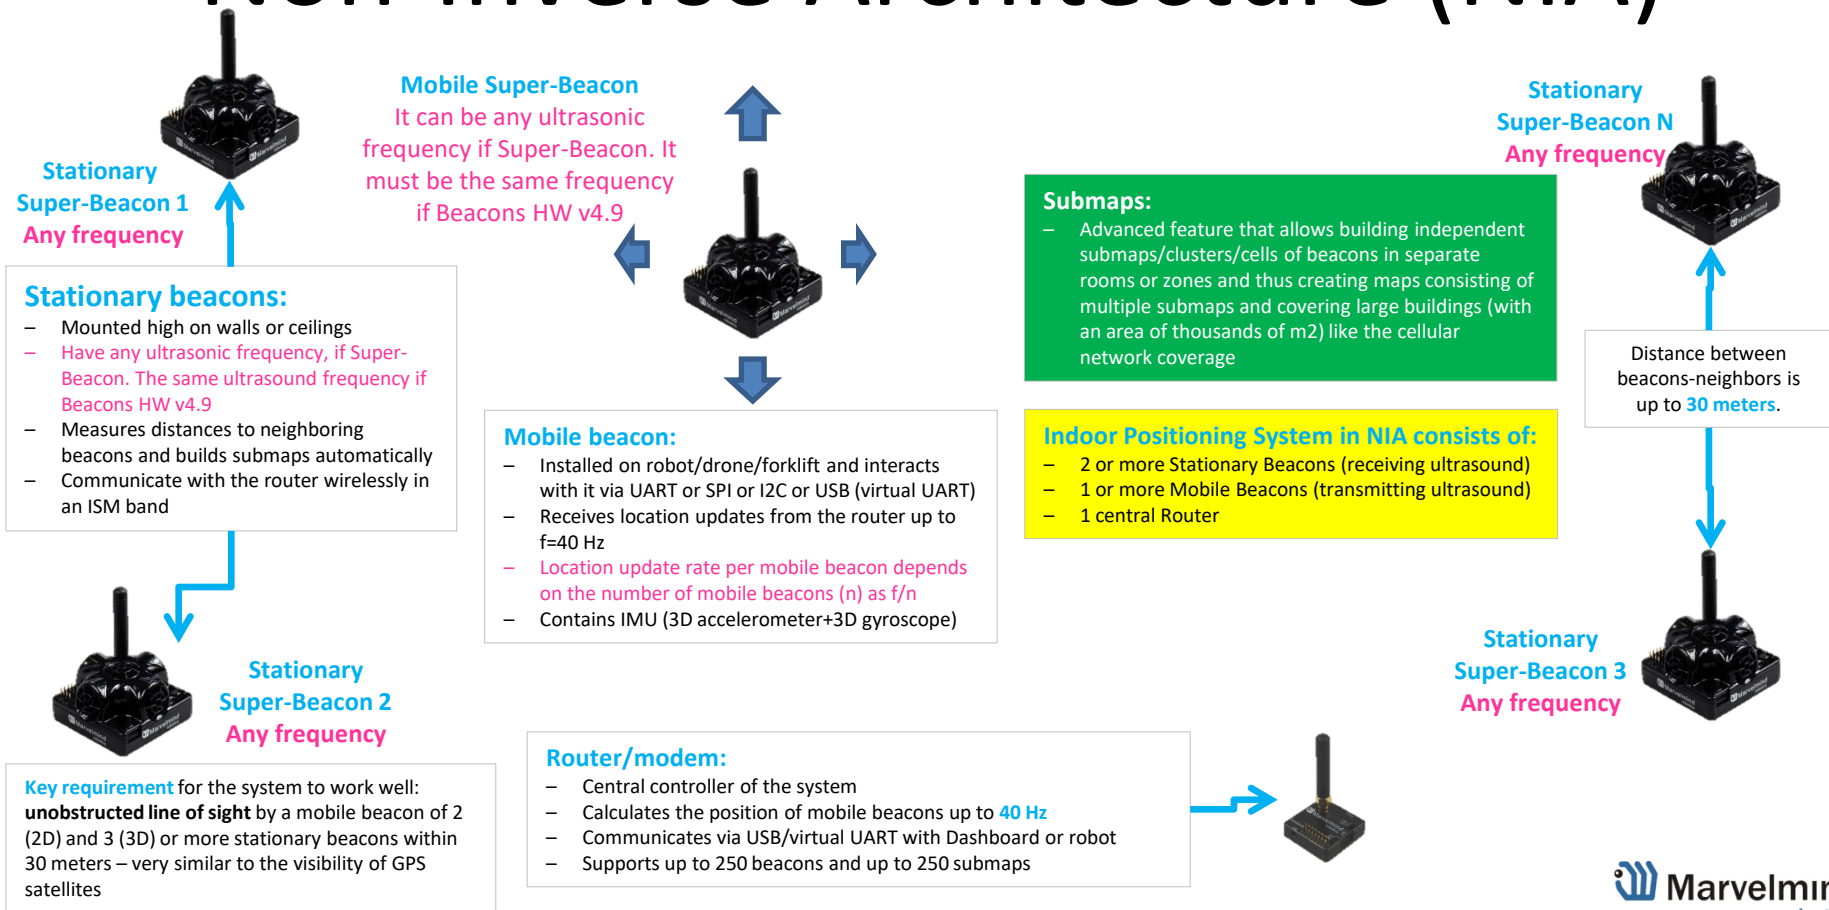 Non-Inverse Architecture (NIA)
Mobile Super-Beacon
It can be any ultrasonic
frequency if Super-Beacon. It
must be the same frequency
if Beacons HW v4.9
Stationary
Super-Beacon N
Any frequency
Stationary
Super-Beacon 1
Any frequency
Submaps:
– Advanced feature that allows building independent
submaps/clusters/cells of beacons in separate
rooms or zones and thus creating maps consisting of
multiple submaps and covering large buildings (with
an area of thousands of m2) like the cellular
network coverage
Stationary beacons:
– Mounted high on walls or ceilings
– Have any ultrasonic frequency, if Super-
Beacon. The same ultrasound frequency if
Beacons HW v4.9
– Measures distances to neighboring
beacons and builds submaps automatically
– Communicate with the router wirelessly in
an ISM band
Distance between
beacons-neighbors is
up to 30 meters.
Mobile beacon:
– Installed on robot/drone/forklift and interacts
with it via UART or SPI or I2C or USB (virtual UART)
– Receives location updates from the router up to
f=40 Hz
– Location update rate per mobile beacon depends
on the number of mobile beacons (n) as f/n
– Contains IMU (3D accelerometer+3D gyroscope)
Indoor Positioning System in NIA consists of:
– 2 or more Stationary Beacons (receiving ultrasound)
– 1 or more Mobile Beacons (transmitting ultrasound)
– 1 central Router
Stationary
Super-Beacon 2
Any frequency
Stationary
Super-Beacon 3
Any frequency
Key requirement for the system to work well:
unobstructed line of sight by a mobile beacon of 2
(2D) and 3 (3D) or more stationary beacons within
30 meters – very similar to the visibility of GPS
satellites
Router/modem:
– Central controller of the system
– Calculates the position of mobile beacons up to 40 Hz
– Communicates via USB/virtual UART with Dashboard or robot
– Supports up to 250 beacons and up to 250 submaps
Marvelmin